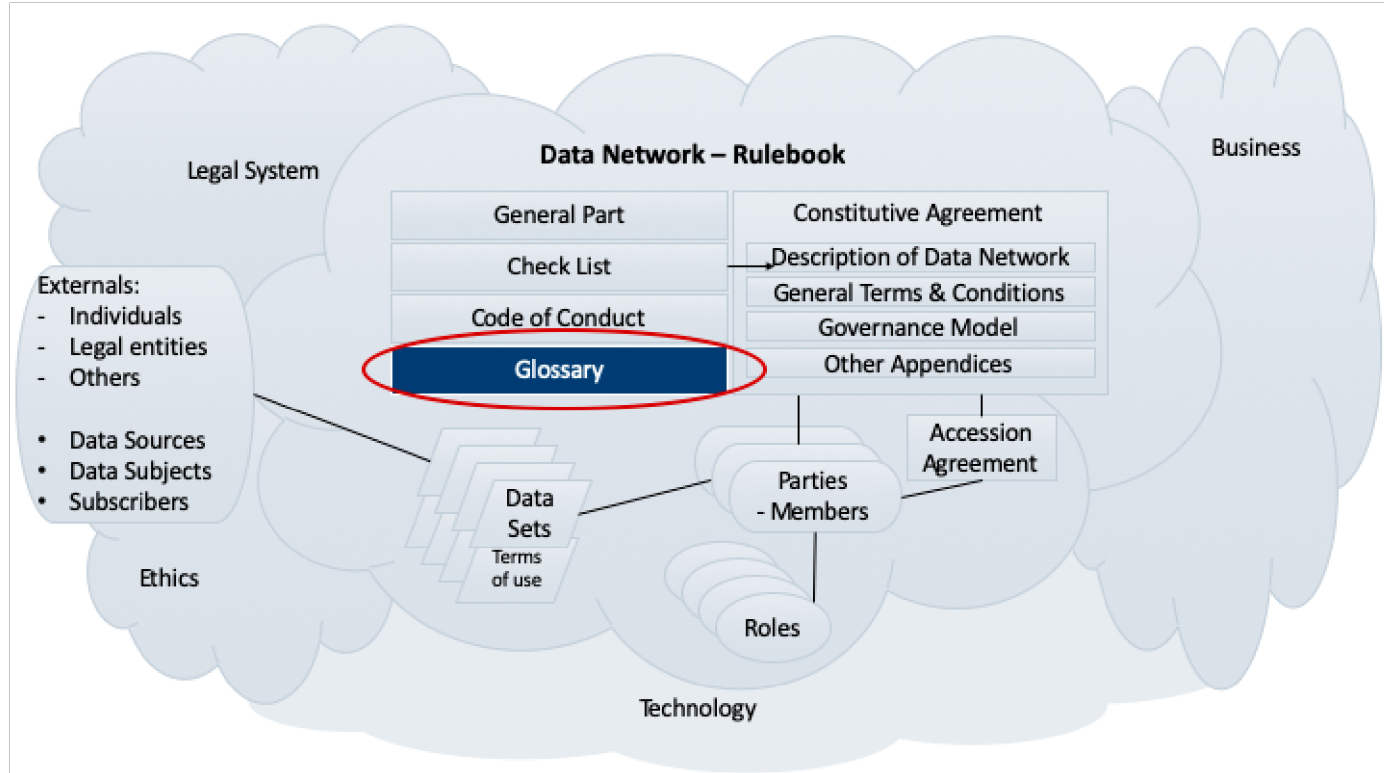 Data Network – Rulebook
Legal System
Business
General Part
Check List
Code of Conduct
Glossary
Constitutive Agreement
Description of Data Network
General Terms & Conditions
Governance Model
Other Appendices
Externals:
- Individuals
- Legal entities
- Others
• Data Sources
• Data Subjects
• Subscribers
Accession
Agreement
Parties
- Members
Data
Sets
Terms
of use
Ethics
Roles
Technology